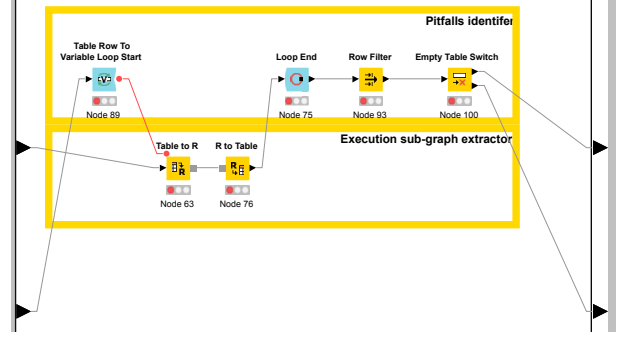 Pitfalls identifer
Table Row To
Variable Loop Start
Loop End
Row Filter
Empty Table Switch
Node 89
Node 75
Node 93
Node 100
Execution sub-graph extractor
Table to R
R to Table
Node 63
Node 76